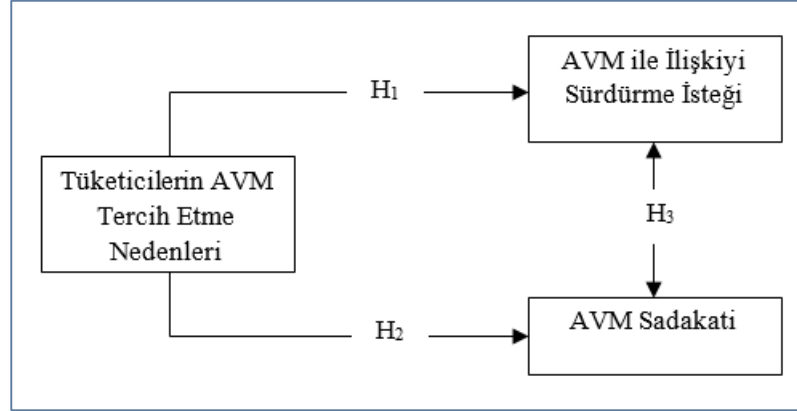 AVM ile İlişkiyi
Sürdürme İsteği
H₁
Tüketicilerin AVM
Tercih Etme
Nedenleri
H₃
H₂
AVM Sadakati